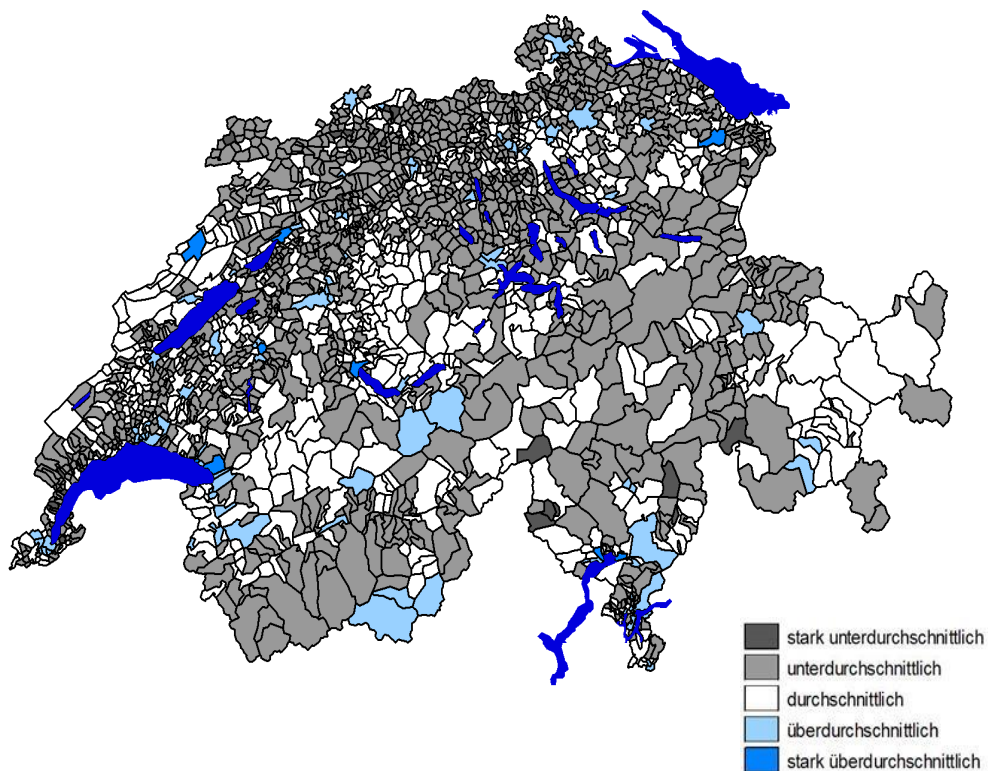 stark unterdurchschnittlich
unterdurchschnittlich
durchschnittlich
überdurchschnittlich
stark überdurchschnittlich